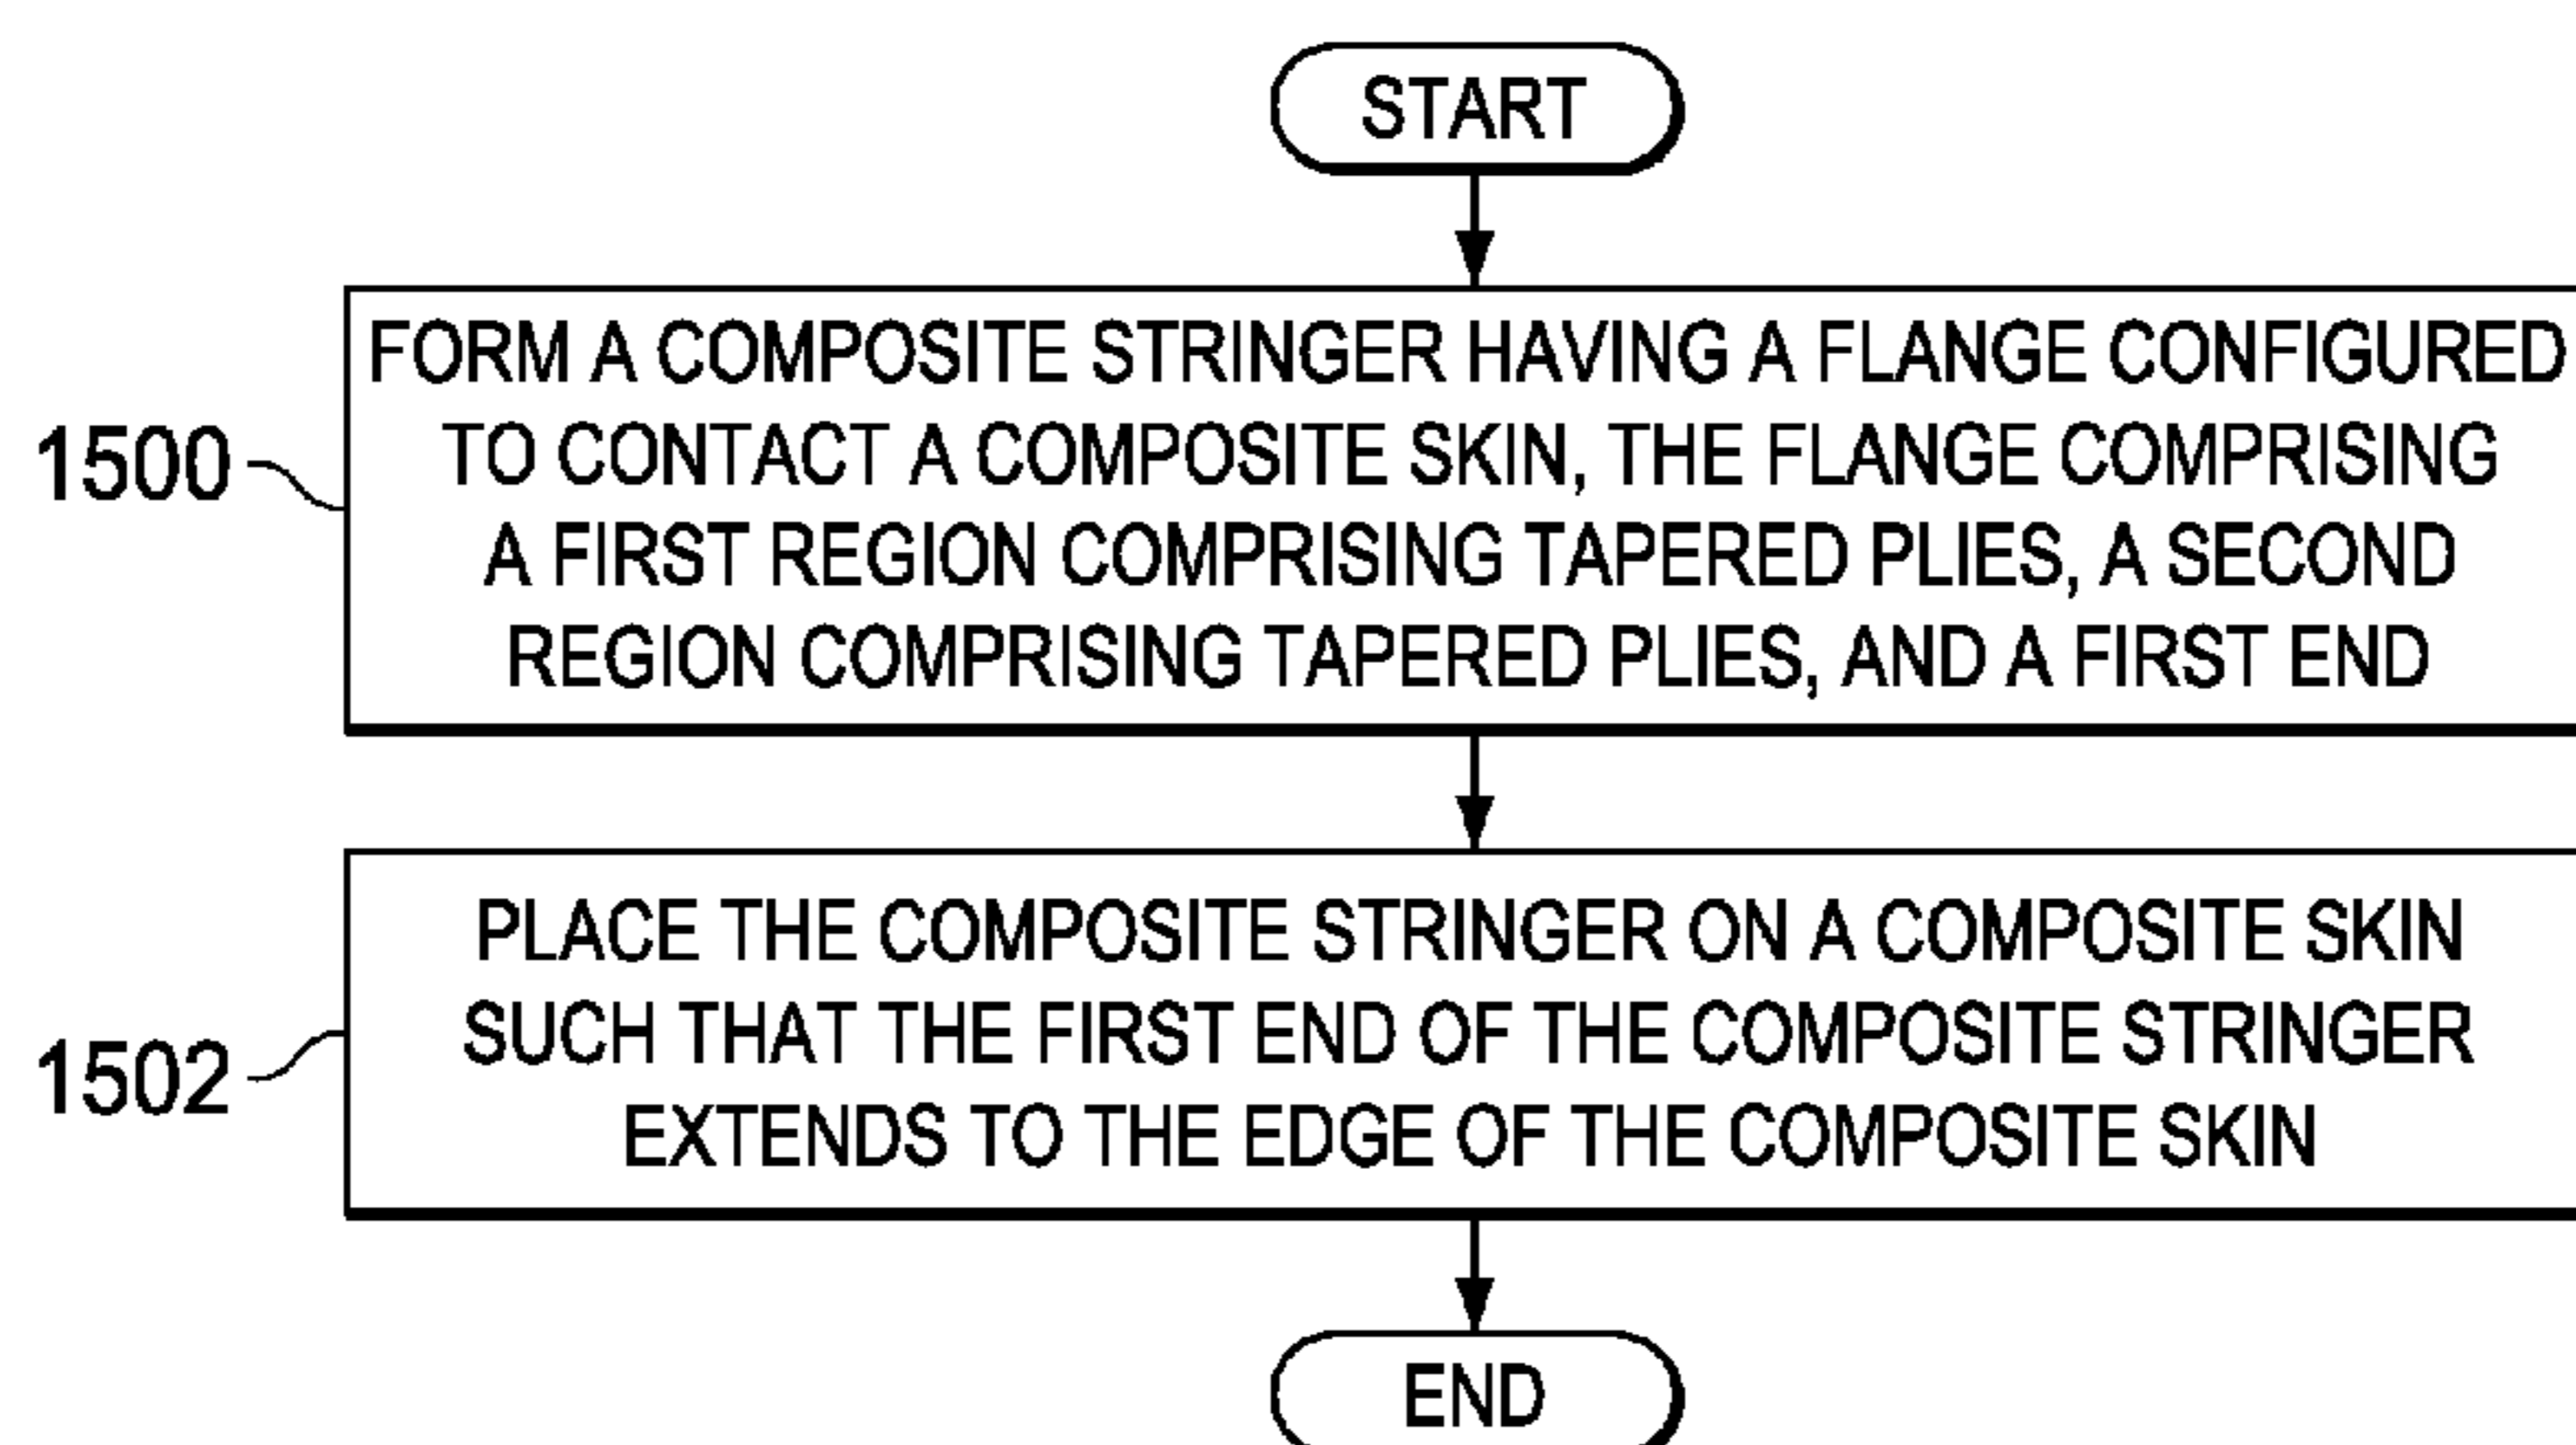 START
FORM A COMPOSITE STRINGER HAVING A FLANGE CONFIGURED
TO CONTACT A COMPOSITE SKIN, THE FLANGE COMPRISING
1500
A FIRST REGION COMPRISING TAPERED PLIES, A SECOND
REGION COMPRISING TAPERED PLIES, AND A FIRST END
PLACE THE COMPOSITE STRINGER ON A COMPOSITE SKIN
SUCH THAT THE FIRST END OF THE COMPOSITE STRINGER
1502
EXTENDS TO THE EDGE OF THE COMPOSITE SKIN
END